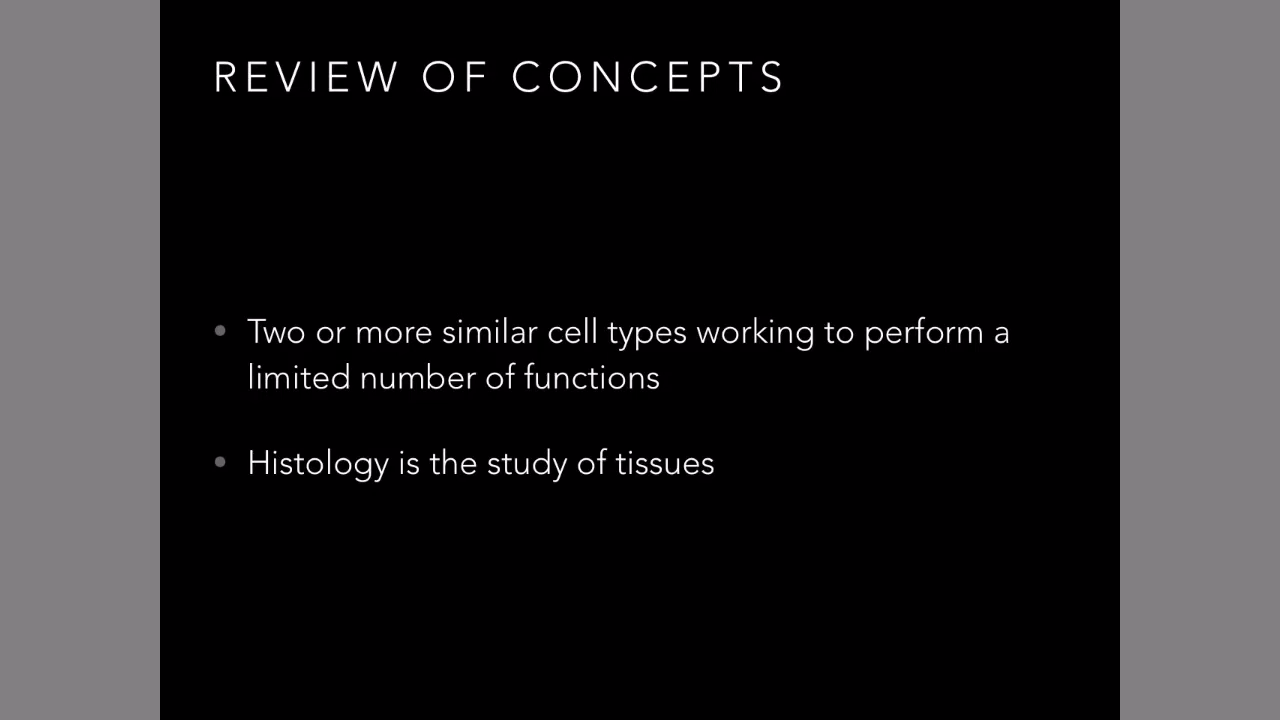 REVIEW OF CONCEPTS
• Two or more similar cell types working to perform a
limited number of functions
• Histology is the study of tissues